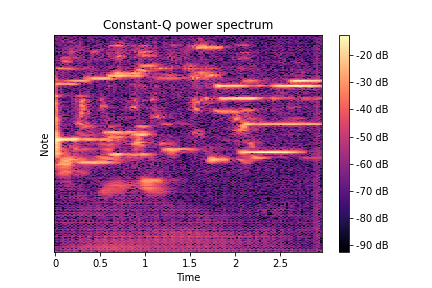 Constant-Q power spectrum
Note
-20 dB
-30 dB
-40 dB
-50 dB
-60 dB
-70 dB
-80 dB
-90 dB
0
0.5
1
1.5
2
2.5
Time